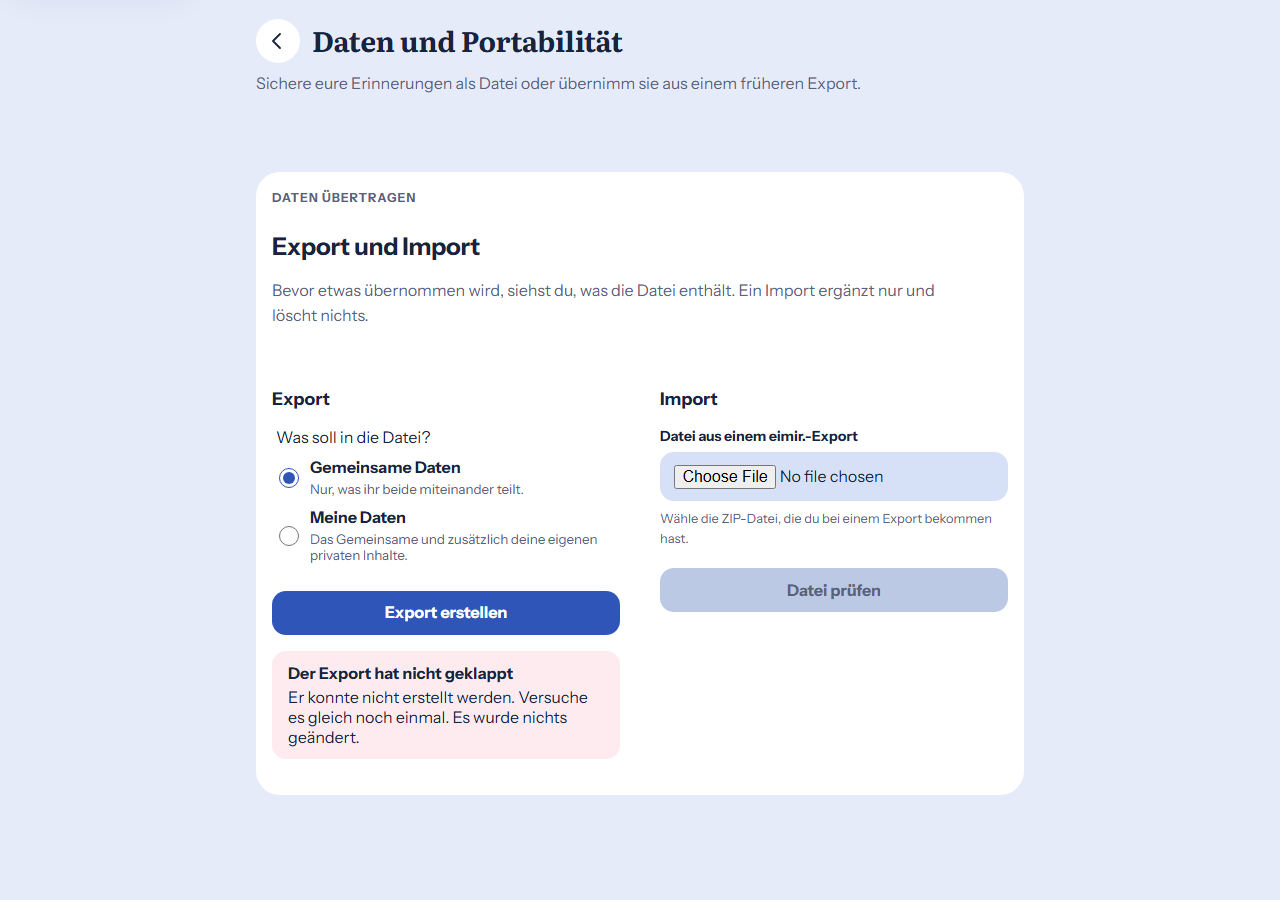 Daten und Portabilität
Sichere eure Erinnerungen als Datei oder übernimm sie aus einem früheren Export.
DATEN ÜBERTRAGEN
Export und Import
Bevor etwas übernommen wird, siehst du, was die Datei enthält. Ein Import ergänzt nur und
löscht nichts.
Export
Was soll in die Datei?
Gemeinsame Daten
Nur, was ihr beide miteinander teilt.
Meine Daten
Das Gemeinsame und zusätzlich deine eigenen
privaten Inhalte.
Export erstellen
Der Export hat nicht geklappt
Er konnte nicht erstellt werden. Versuche
es gleich noch einmal. Es wurde nichts
geändert.
Import
Datei aus einem eimir.-Export
Choose File No file chosen
Wähle die ZIP-Datei, die du bei einem Export bekommen
hast.
Datei prüfen